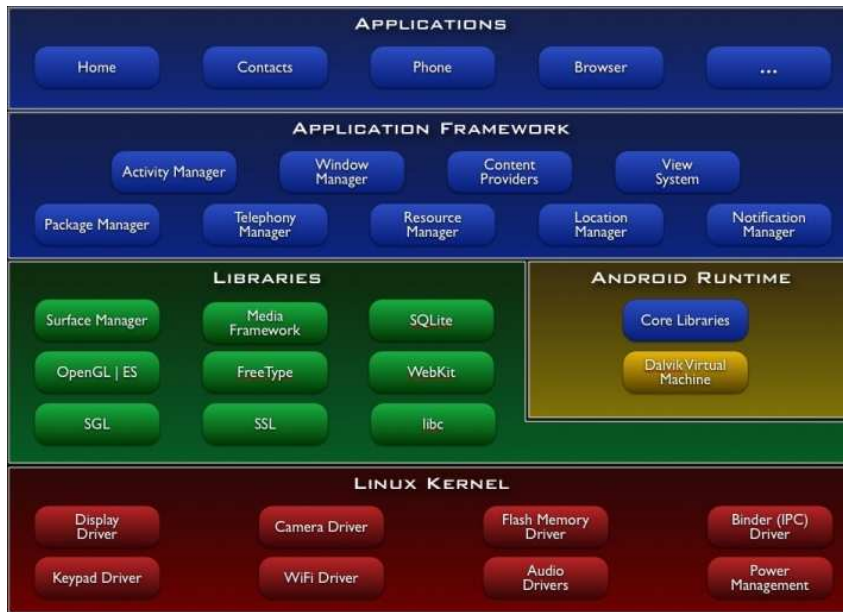 APPLICATIONS
Home
Contacts
Phone
Browser
...
APPLICATION FRAMEWORK
Activity Manager
Window
Manager
Content
Providers
View
System
Package Manager
Telephony
Manager
Resource
Manager
Location
Manager
Notification
Manager
LIBRARIES
Surface Manager
Media
Framework
SQLite
OpenGL | ES
FreeType
WebKit
SGL
SSL
libc
ANDROID RUNTIME
Core Libraries
Dalvik Virtual
Machine
LINUX KERNEL
Display
Driver
Camera Driver
Flash Memory
Driver
Binder (IPC)
Driver
Keypad Driver
WiFi Driver
Audio
Drivers
Power
Management